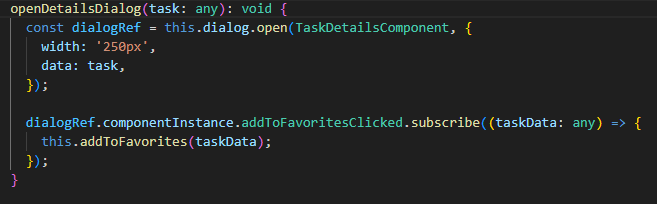 openDetailsDialog(task: any): void {
  const dialogRef = this.dialog.open(TaskDetailsComponent, {
    width: '250px',
    data: task,
  });

  dialogRef.componentInstance.addToFavoritesClicked.subscribe((taskData: any) => {
    this.addToFavorites(taskData);
  });
}